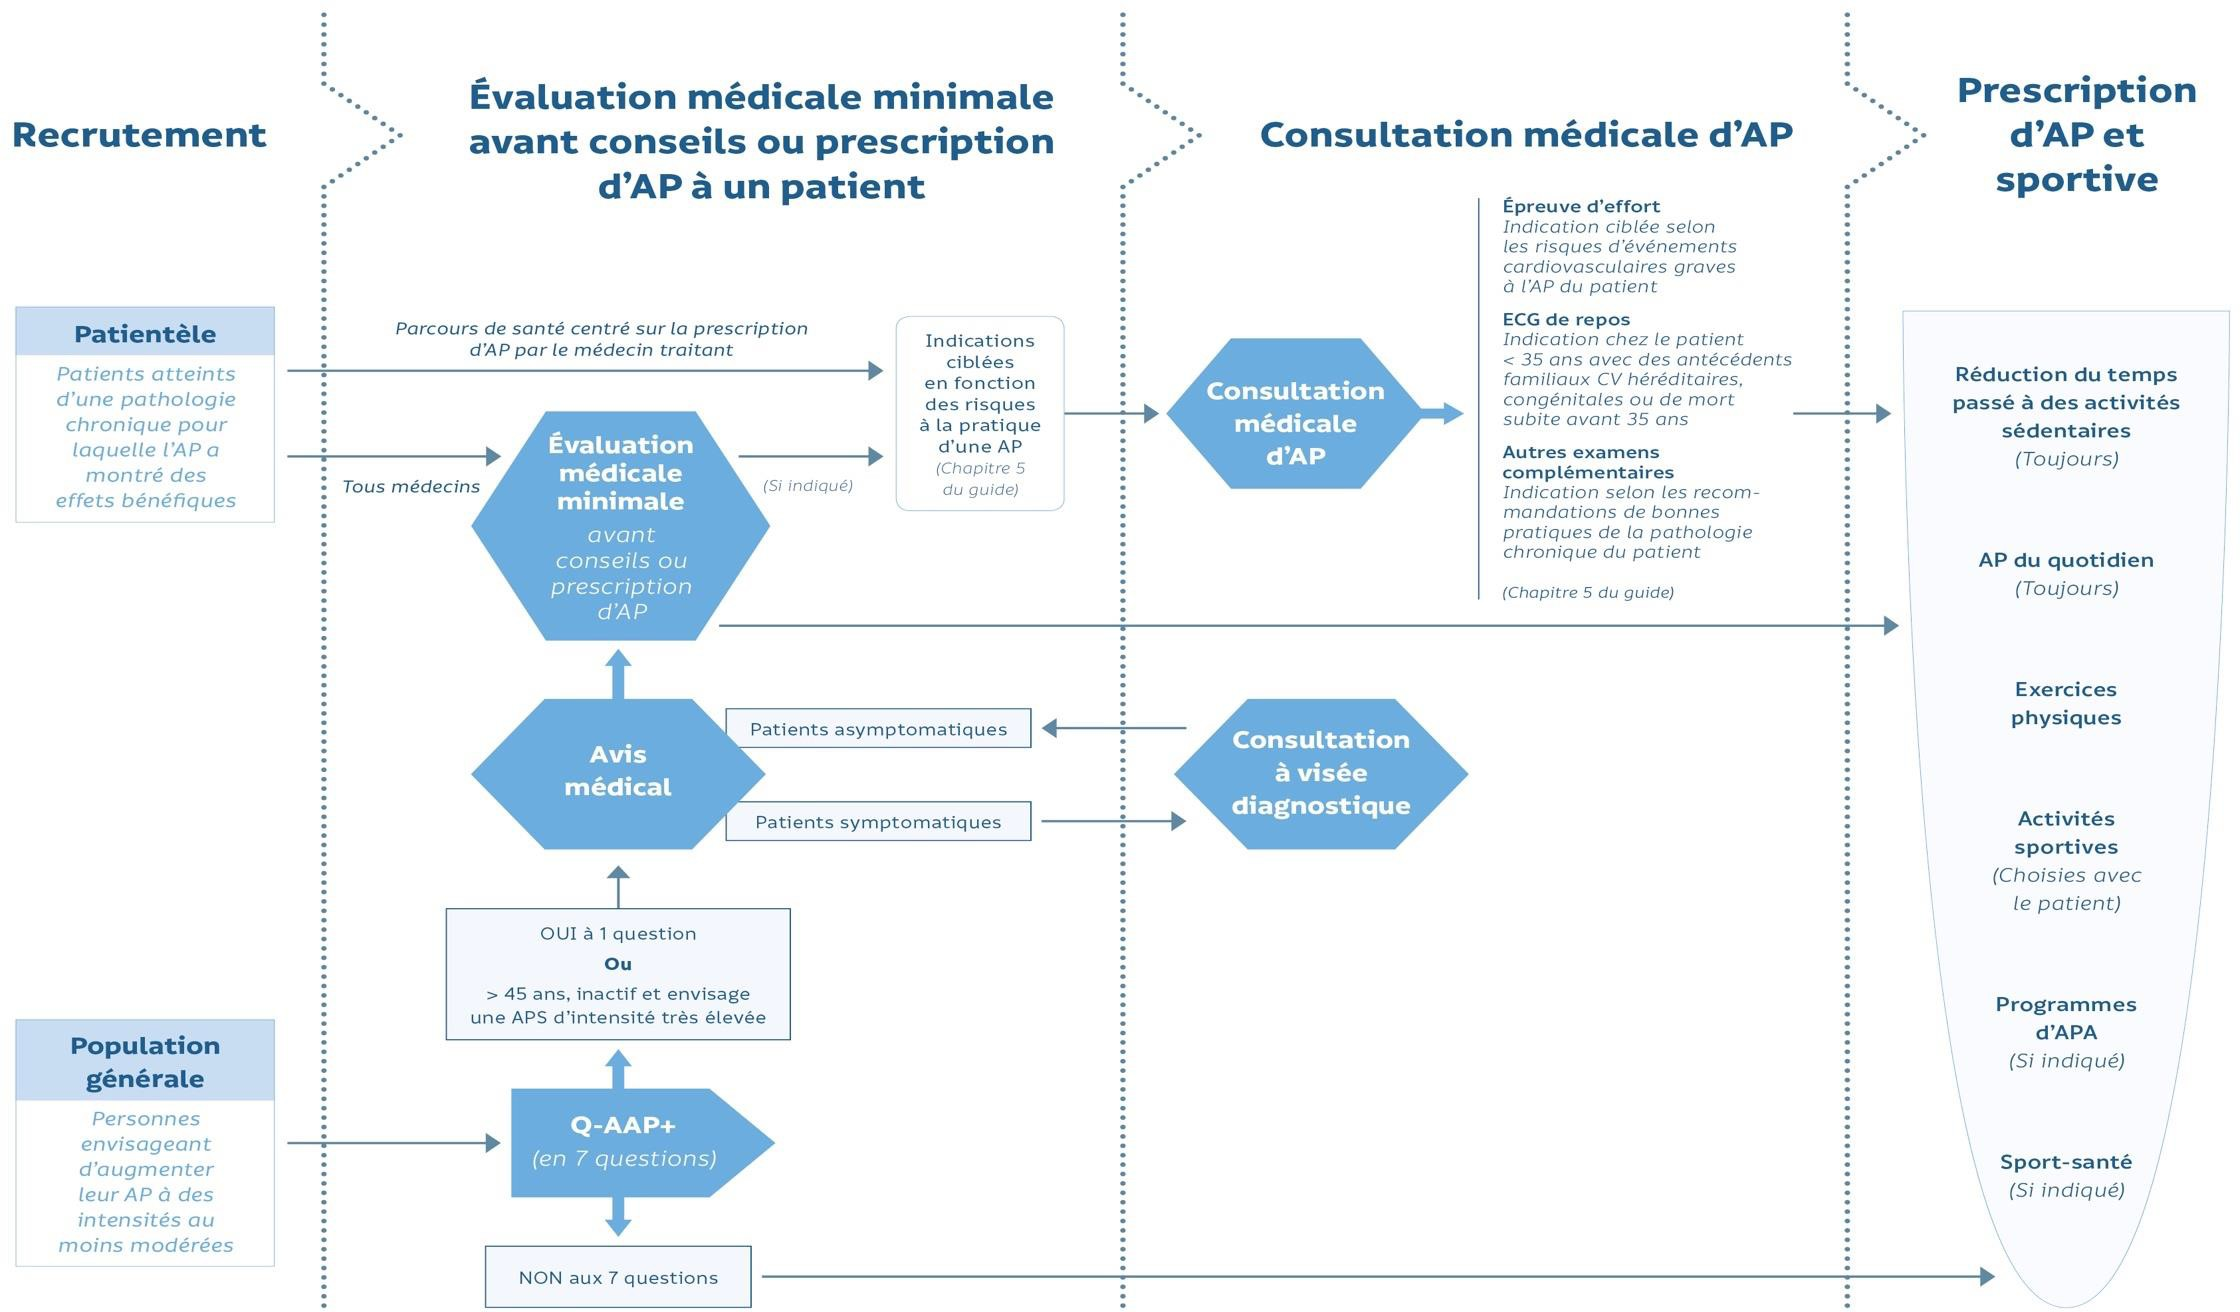 Recrutement
Évaluation médicale minimale
avant conseils ou prescription
d’AP à un patient
Consultation médicale d’AP
Prescription
d’AP et
sportive
Patientèle
Patients atteints
d’une pathologie
chronique pour
laquelle l’AP a
montré des
effets bénéfiques
Parcours de santé centré sur la prescription
d’AP par le médecin traitant
Tous médecins
Évaluation
médicale
minimale
avant
conseils ou
prescription
d’AP
(Si indiqué)
Indications
ciblées
en fonction
des risques
à la pratique
d’une AP
(Chapitre 5
du guide)
Consultation
médicale
d’AP
Épreuve d’effort
Indication ciblée selon
les risques d’événements
cardiovasculaires graves
à l’AP du patient
ECG de repos
Indication chez le patient
< 35 ans avec des antécédents
familiaux CV héréditaires,
congénitales ou de mort
subite avant 35 ans
Autres examens
complémentaires
Indication selon les recom-
mandations de bonnes
pratiques de la pathologie
chronique du patient
(Chapitre 5 du guide)
Avis
médical
Patients asymptomatiques
Patients symptomatiques
Consultation
à visée
diagnostique
OUI à 1 question
Ou
> 45 ans, inactif et envisage
une APS d’intensité très élevée
Population
générale
Personnes
envisageant
d’augmenter
leur AP à des
intensités au
moins modérées
Q-AAP+
(en 7 questions)
NON aux 7 questions
Réduction du temps
passé à des activités
sédentaires
(Toujours)
AP du quotidien
(Toujours)
Exercices
physiques
Activités
sportives
(Choisies avec
le patient)
Programmes
d’APA
(Si indiqué)
Sport-santé
(Si indiqué)